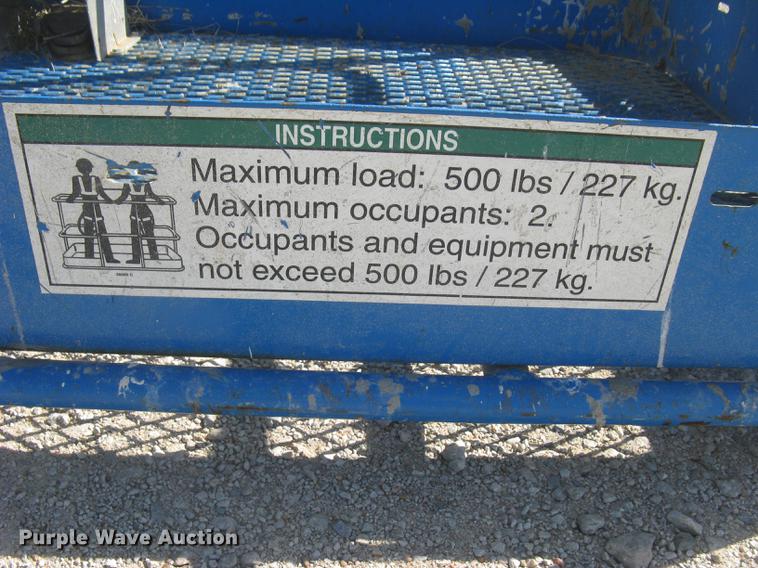 INSTRUCTIONS
Maximum load: 500 lbs / 227 kg.
Maximum occupants: 2.
Occupants and equipment must
not exceed 500 lbs / 227 kg.
Purple Wave Auction